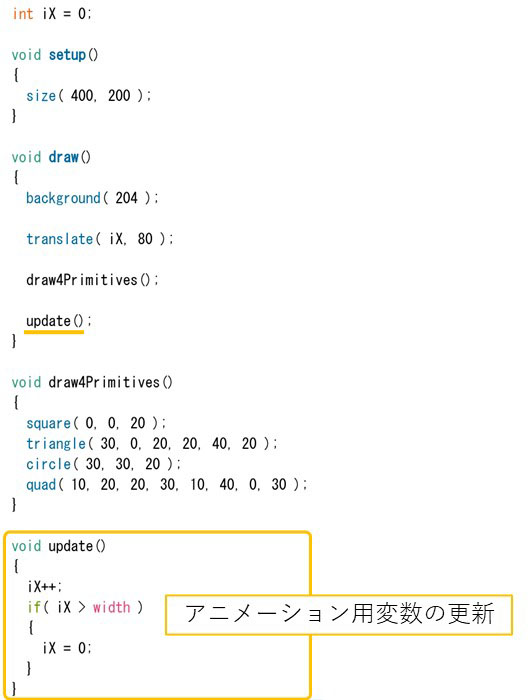 int iX = 0;
void setup()
{
size( 400, 200 );
}
void draw()
{
background( 204 );
translate( iX, 80 );
draw4Primitives();
update();
}
void draw4Primitives()
{
square( 0, 0, 20 );
triangle( 30, 0, 20, 20, 40, 20 );
circle( 30, 30, 20 );
quad( 10, 20, 20, 30, 10, 40, 0, 30 );
}
void update()
{
iX++;
if( iX > width )
{
iX = 0;
}
}
アニメーション用変数の更新